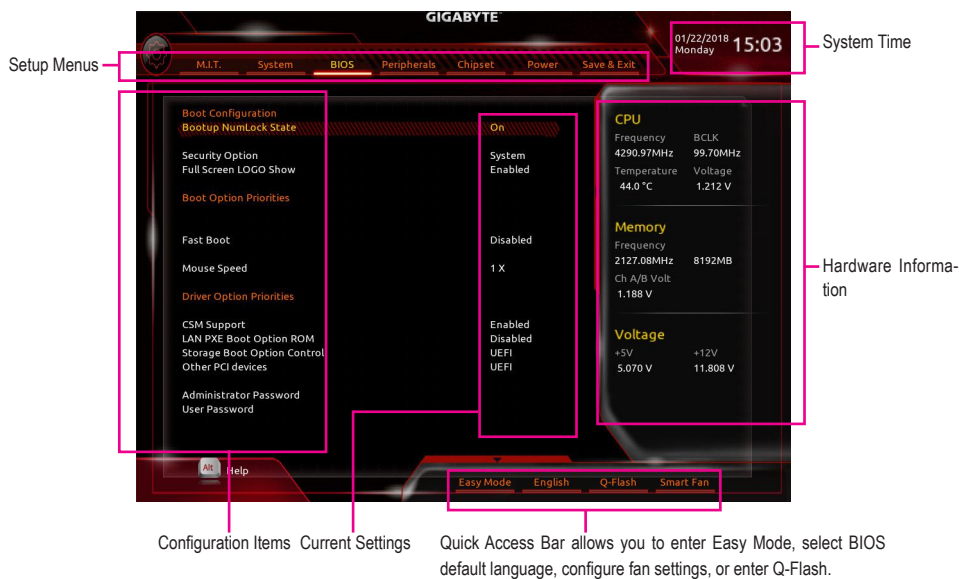 GIGABYTE
01/22/2018
Monday
15:03
System Time
Setup Menus
M.I.T. System BIOS Peripherals Chipset Power Save & Exit
Boot Configuration
Bootup NumLock State On
Security Option System
Full Screen LOGO Show Enabled
Boot Option Priorities
Fast Boot Disabled
Mouse Speed 1 X
Driver Option Priorities
CSM Support Enabled
LAN PXE Boot Option ROM Disabled
Storage Boot Option Control UEFI
Other PCI devices UEFI
Administrator Password
User Password
CPU
Frequency BCLK
4290.97MHz 99.70MHz
Temperature Voltage
44.0 °C 1.212 V
Memory
Frequency
2127.08MHz 8192MB
Ch A/B Volt
1.188 V
Voltage
+5V +12V
5.070 V 11.808 V
Hardware Informa-
tion
Alt Help
Easy Mode English Q-Flash Smart Fan
Configuration Items Current Settings
Quick Access Bar allows you to enter Easy Mode, select BIOS
default language, configure fan settings, or enter Q-Flash.